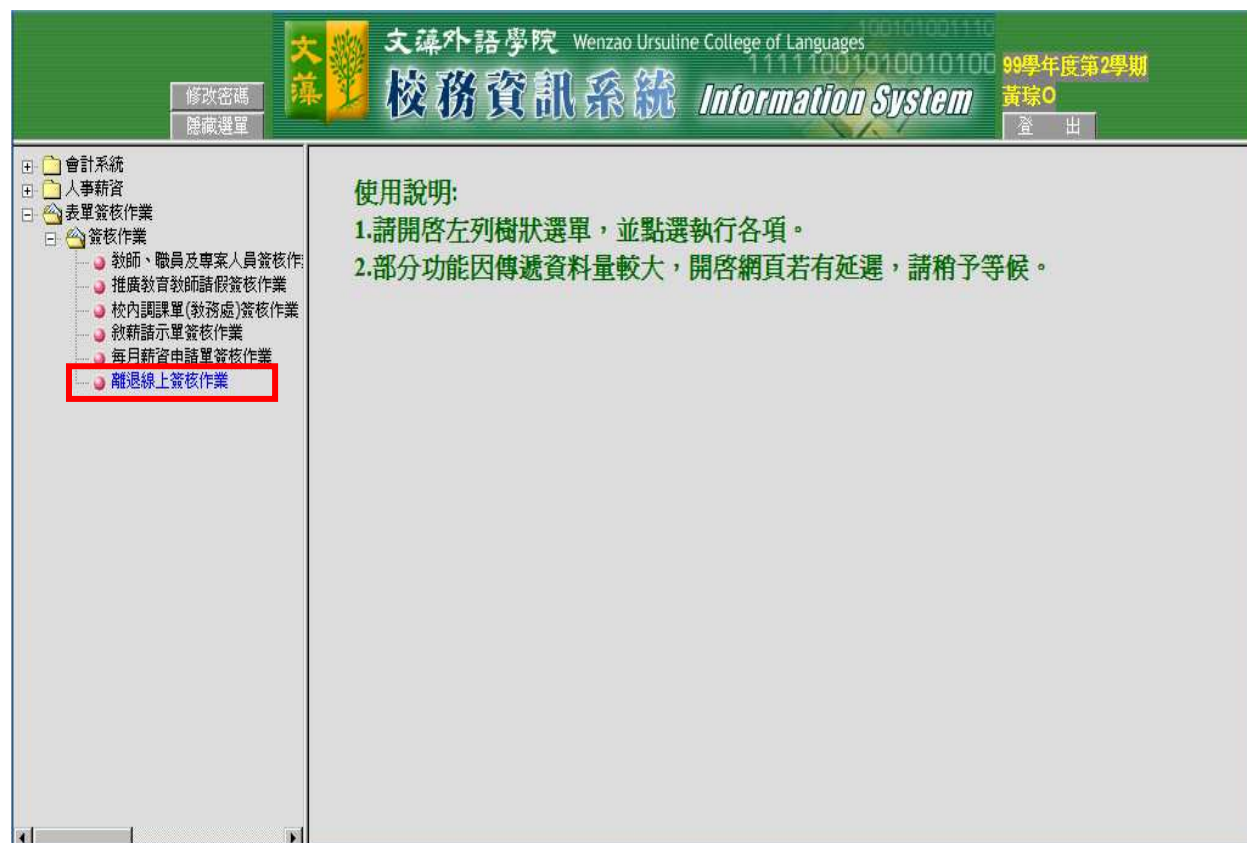 文藻
修改密碼
隱藏選單
文藻外語學院 Wenzao Ursuline College of Languages
校務資訊系統 Information System
100101001110
11111001010010100
99學年度第2學期
黃琮O
登 出
會計系統
人事薪資
表單簽核作業
簽核作業
教師、職員及專案人員簽核作
推廣教育教師請假簽核作業
校內調課單(教務處)簽核作業
敘薪請示單簽核作業
每月薪資申請單簽核作業
離退線上簽核作業
使用說明:
1.請開啓左列樹狀選單，並點選執行各項。
2.部分功能因傳遞資料量較大，開啓網頁若有延遲，請稍予等候。